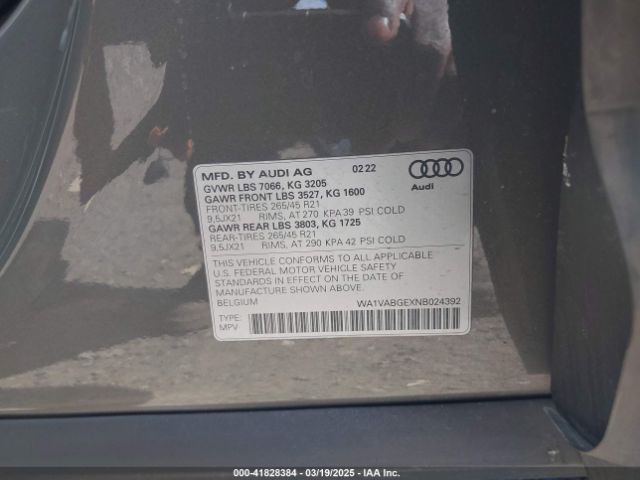 MFD. BY AUDI AG 02 22
GVWR LBS 7066, KG 3205
GAWR FRONT LBS 3527, KG 1600
FRONT-TIRES 265/45 R21
9,5JX21 RIMS, AT 270 KPA 39 PSI COLD
GAWR REAR LBS 3803, KG 1725
REAR-TIRES 265/45 R21
9,5JX21 RIMS, AT 290 KPA 42 PSI COLD
Audi
THIS VEHICLE CONFORMS TO ALL APPLICABLE
U.S. FEDERAL MOTOR VEHICLE SAFETY
STANDARDS IN EFFECT ON THE DATE OF
MANUFACTURE SHOWN ABOVE.
BELGIUM WA1VABGEXNB024392
TYPE:
MPV
000-41828384 - 03/19/2025 - IAA Inc.